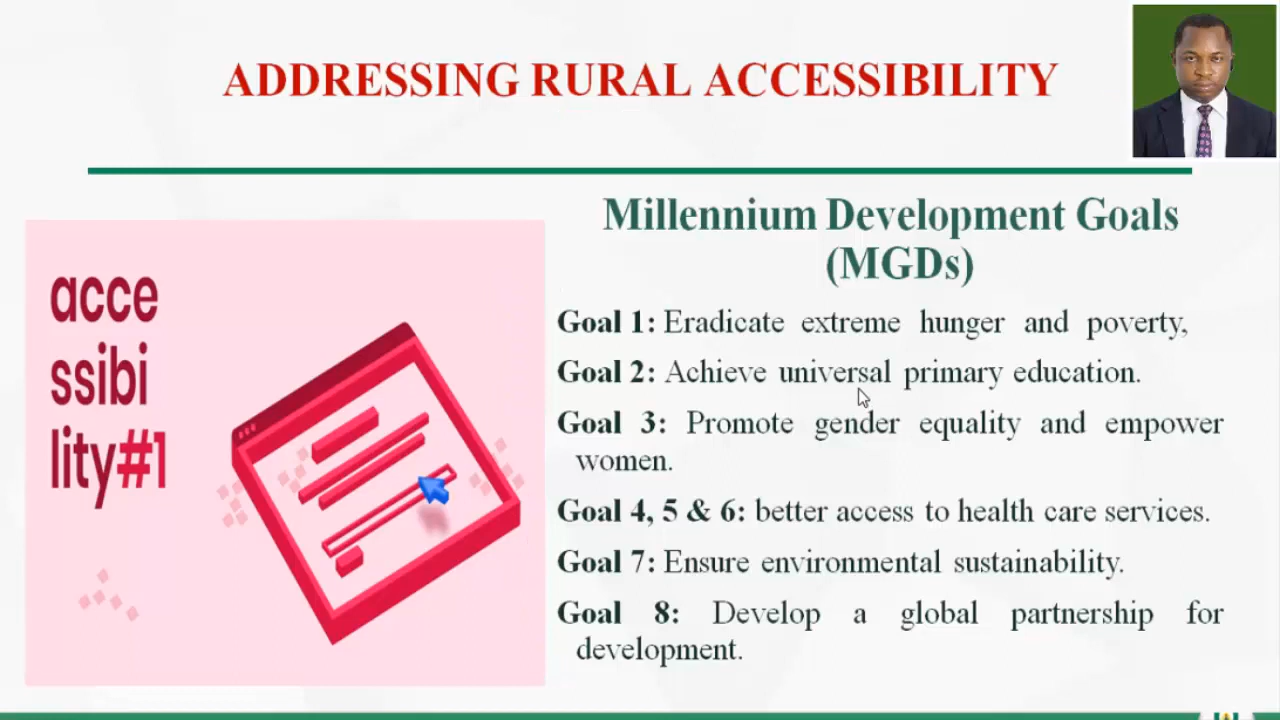 ADDRESSING RURAL ACCESSIBILITY
acce
ssibi
lity#1
Millennium Development Goals
(MGDs)
Goal 1: Eradicate extreme hunger and poverty,
Goal 2: Achieve universal primary education.
Goal 3: Promote gender equality and empower
women.
Goal 4, 5 & 6: better access to health care services.
Goal 7: Ensure environmental sustainability.
Goal 8: Develop a global partnership for
development.